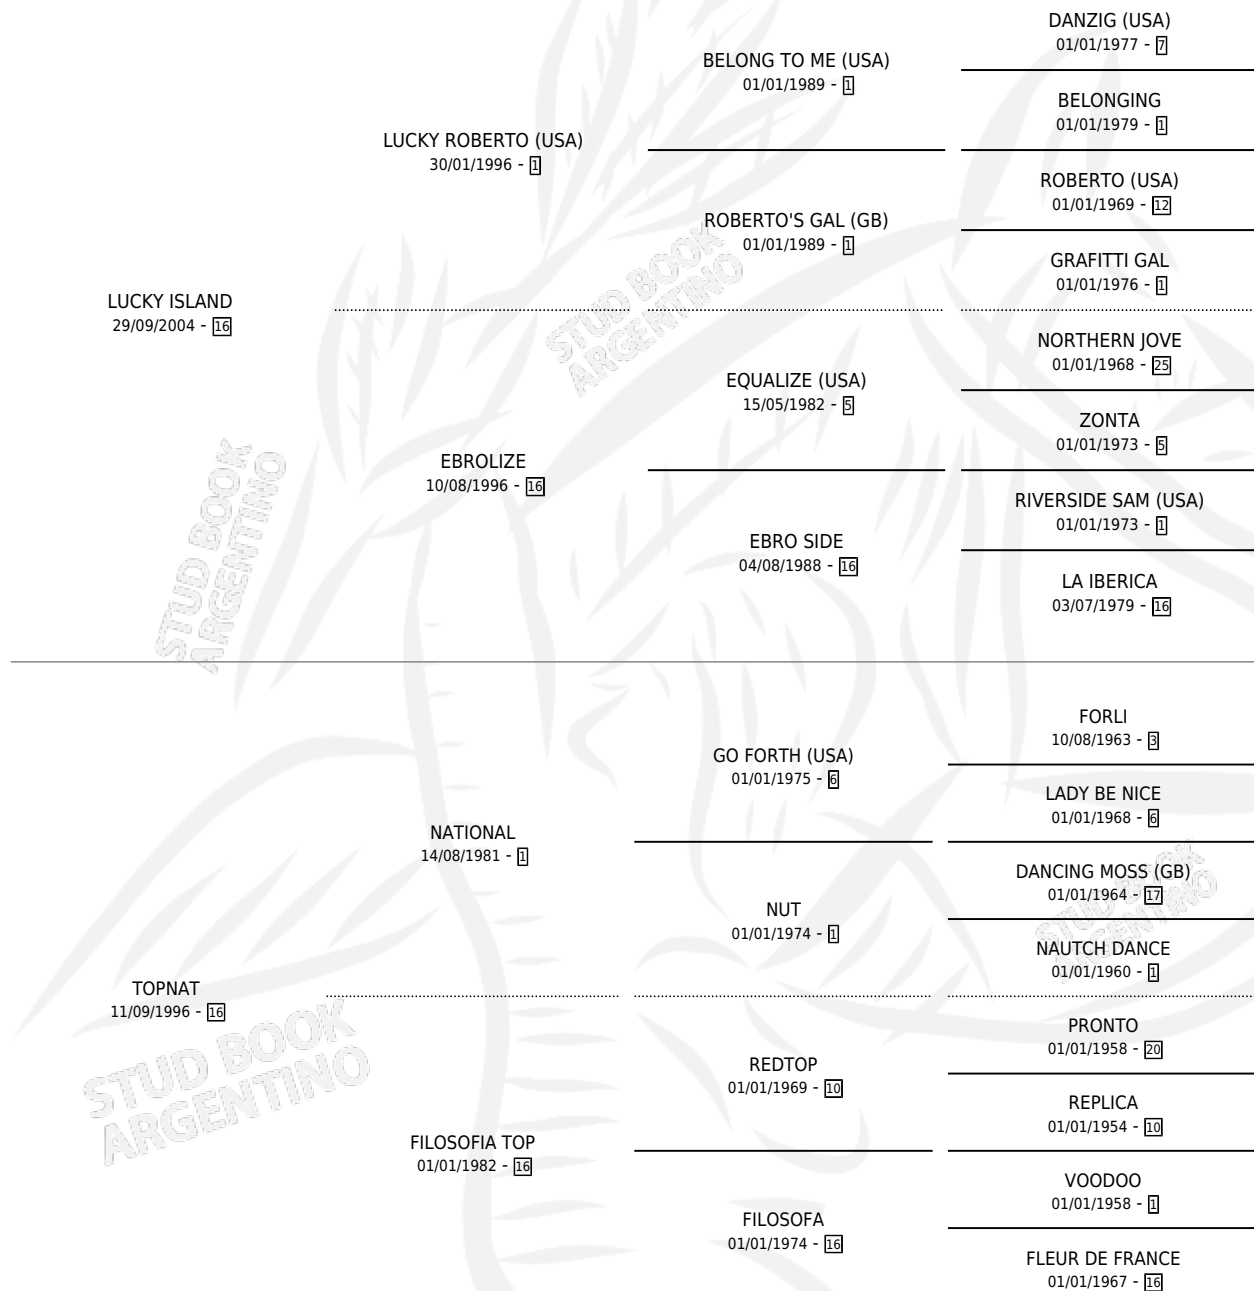 DANZIG (USA)
01/01/1977 - 7
BELONG TO ME (USA)
01/01/1989 - 1
BELONGING
01/01/1979 - 1
LUCKY ROBERTO (USA)
30/01/1996 - 1
ROBERTO (USA)
01/01/1969 - 12
ROBERTO'S GAL (GB)
01/01/1989 - 1
GRAFITTI GAL
01/01/1976 - 1
LUCKY ISLAND
29/09/2004 - 16
NORTHERN JOVE
01/01/1968 - 25
EQUALIZE (USA)
15/05/1982 - 5
ZONTA
01/01/1973 - 5
EBROLIZE
10/08/1996 - 16
RIVERSIDE SAM (USA)
01/01/1973 - 1
EBRO SIDE
04/08/1988 - 16
LA IBERICA
03/07/1979 - 16
FORLI
10/08/1963 - 3
GO FORTH (USA)
01/01/1975 - 6
LADY BE NICE
01/01/1968 - 6
NATIONAL
14/08/1981 - 1
DANCING MOSS (GB)
01/01/1964 - 17
NUT
01/01/1974 - 1
NAUTCH DANCE
01/01/1960 - 1
TOPNAT
11/09/1996 - 16
PRONTO
01/01/1958 - 20
REDTOP
01/01/1969 - 10
REPLICA
01/01/1954 - 10
FILOSOFIA TOP
01/01/1982 - 16
VOODOO
01/01/1958 - 1
FILOSOFA
01/01/1974 - 16
FLEUR DE FRANCE
01/01/1967 - 16
STUD BOOK
ARGENTINO
STUD BOOK
ARGENTINO
STUD BOOK
ARGENTINO
STUD BOOK
ARGENTINO